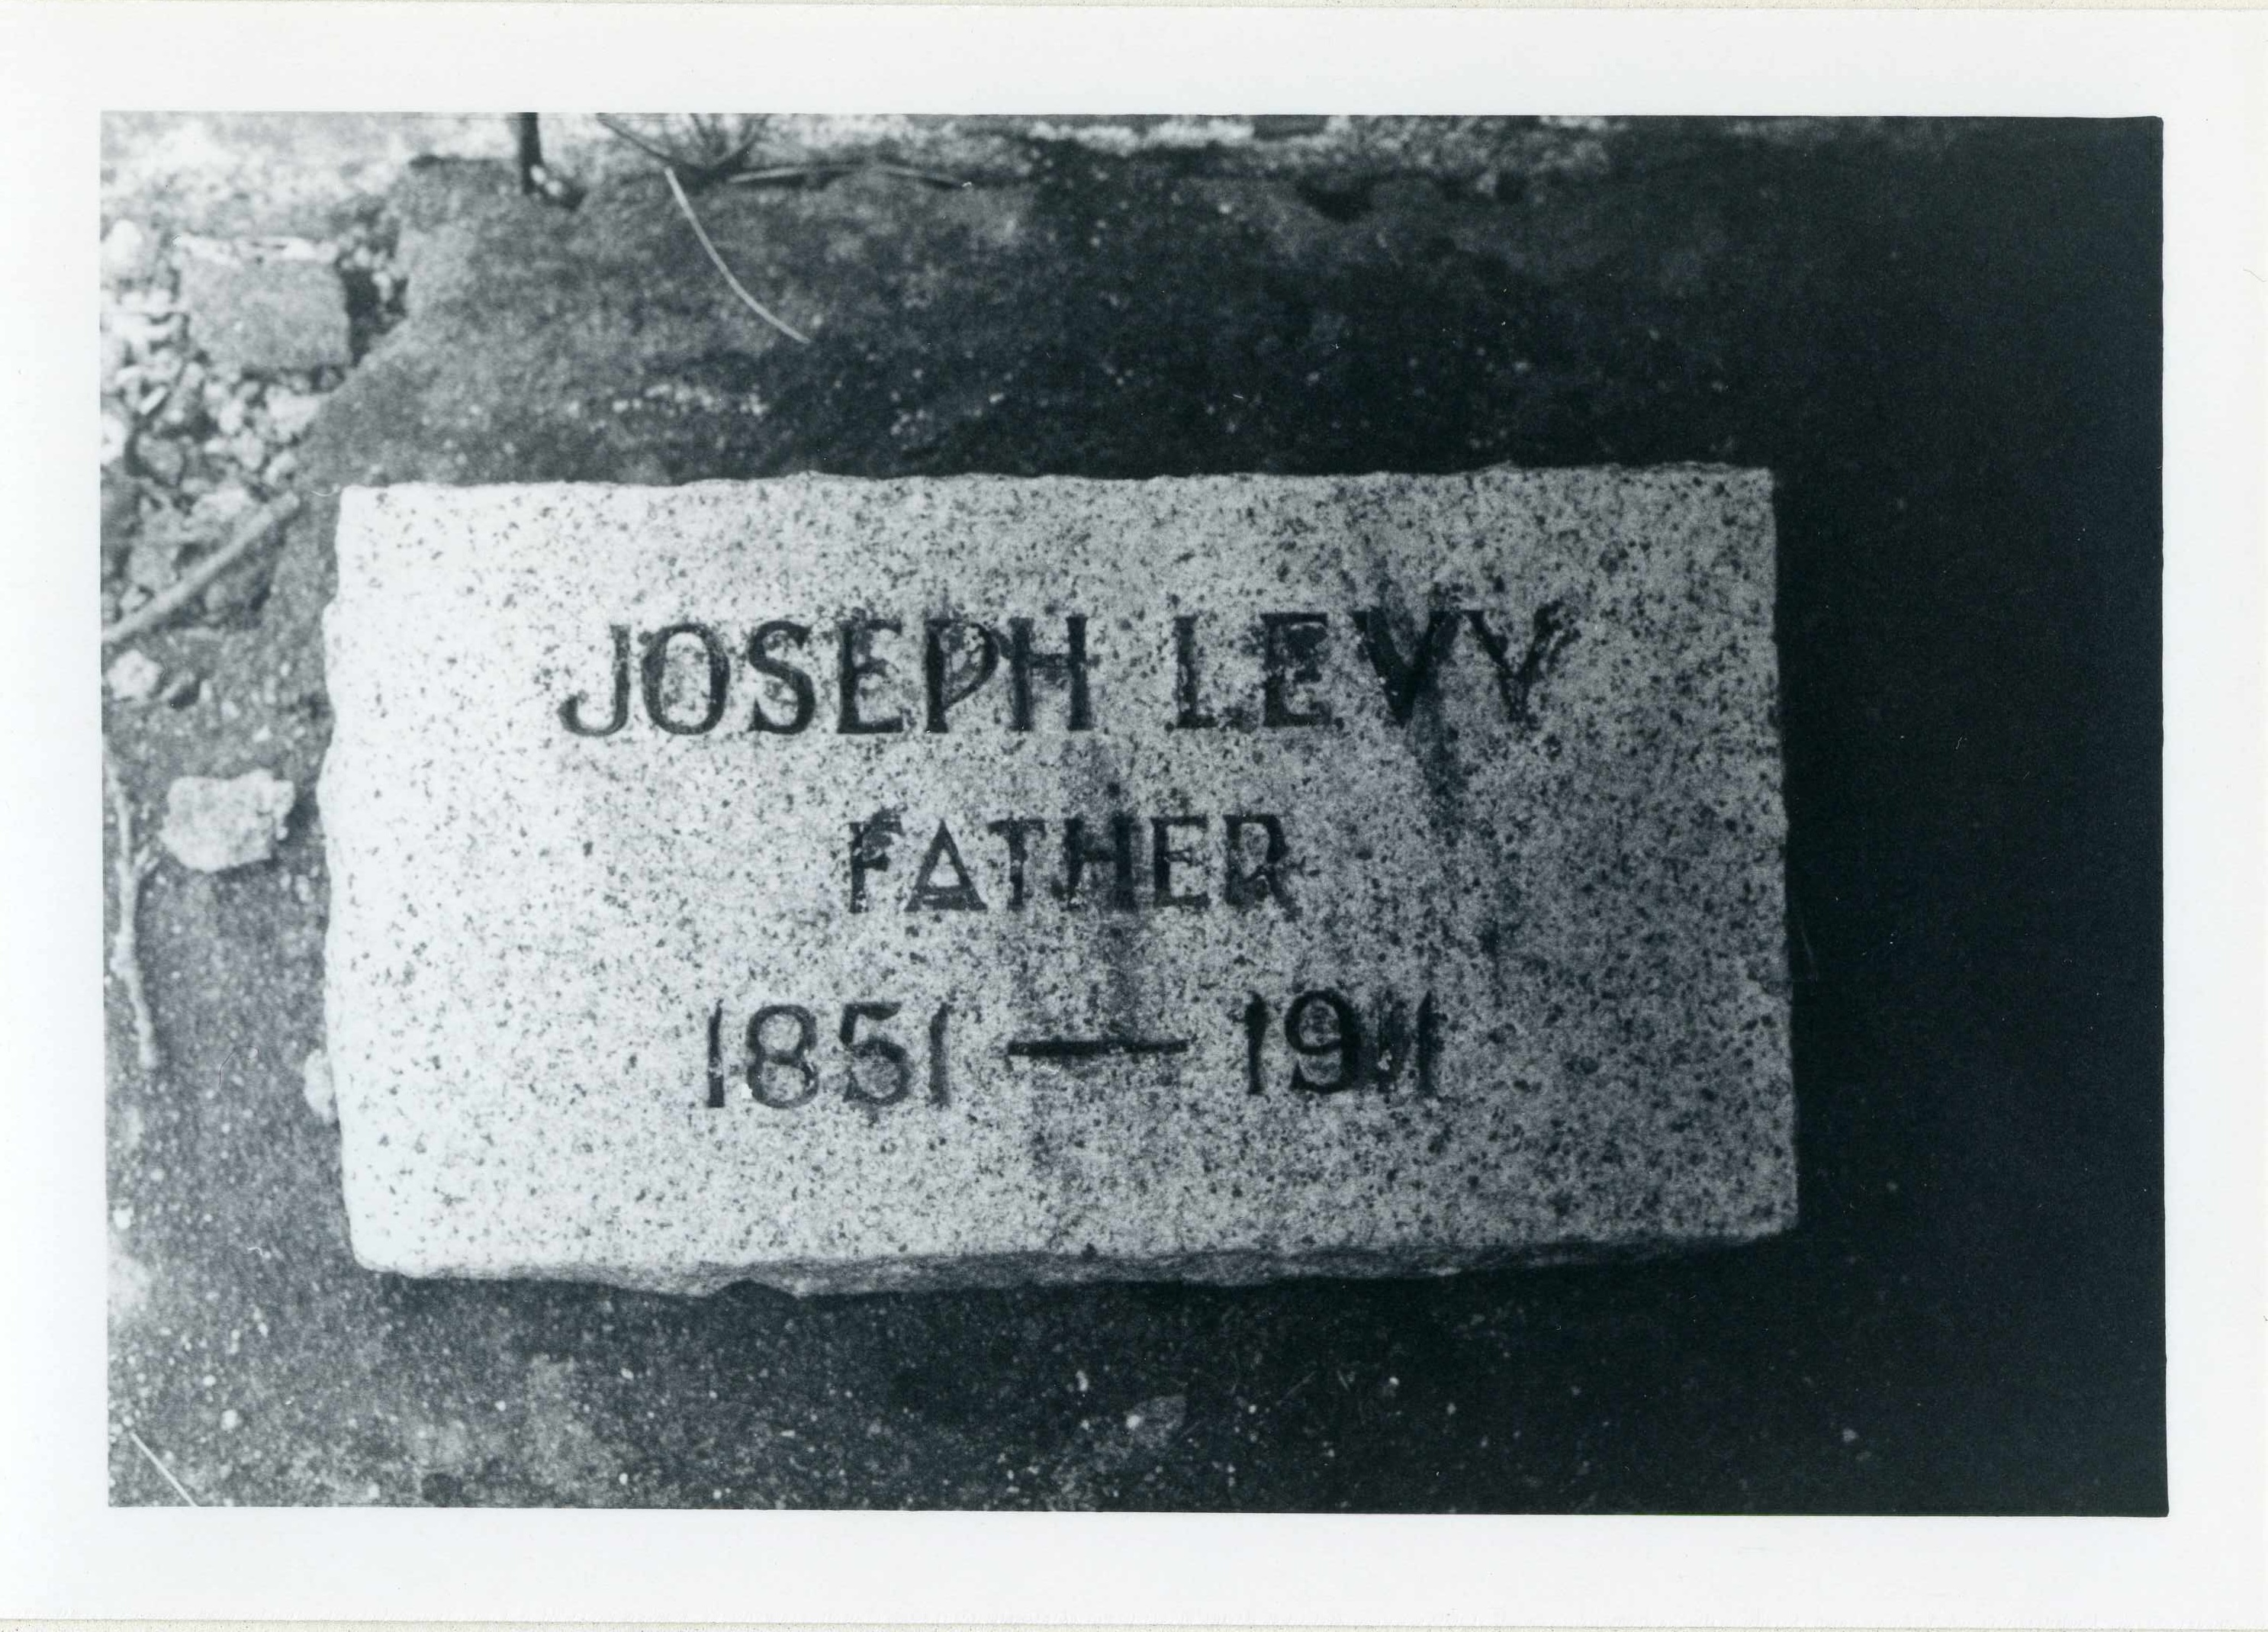 JOSEPH LEVY
FATHER
1851 — 1911